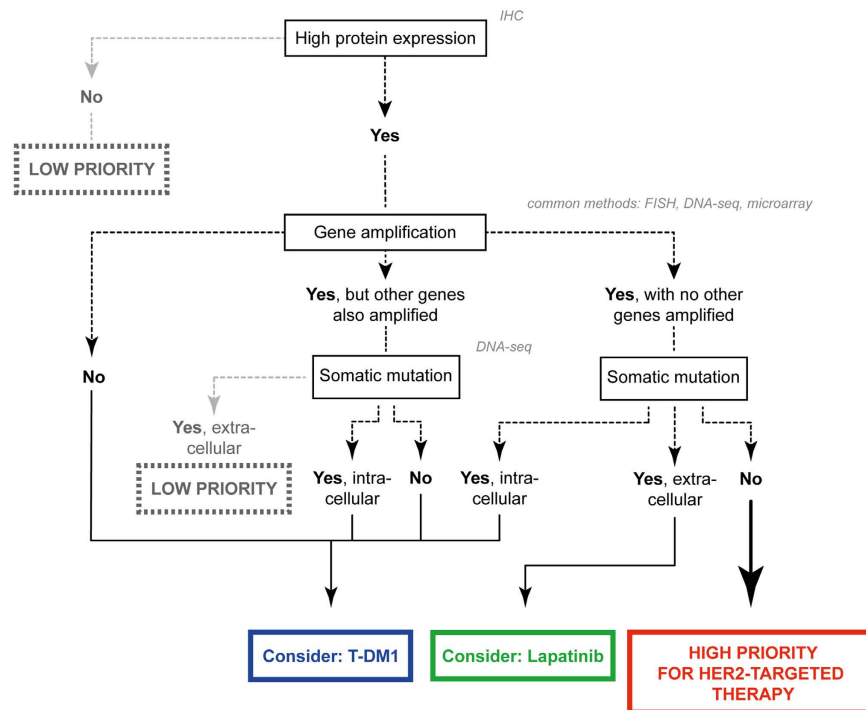 IHC
High protein expression
No
Yes
LOW PRIORITY
common methods: FISH, DNA-seq, microarray
Gene amplification
Yes, but other genes
also amplified
Yes, with no other
genes amplified
DNA-seq
No
Somatic mutation
Somatic mutation
Yes, extra-
cellular
LOW PRIORITY
Yes, intra-
cellular
No
Yes, intra-
cellular
Yes, extra-
cellular
No
Consider: T-DM1
Consider: Lapatinib
HIGH PRIORITY
FOR HER2-TARGETED
THERAPY